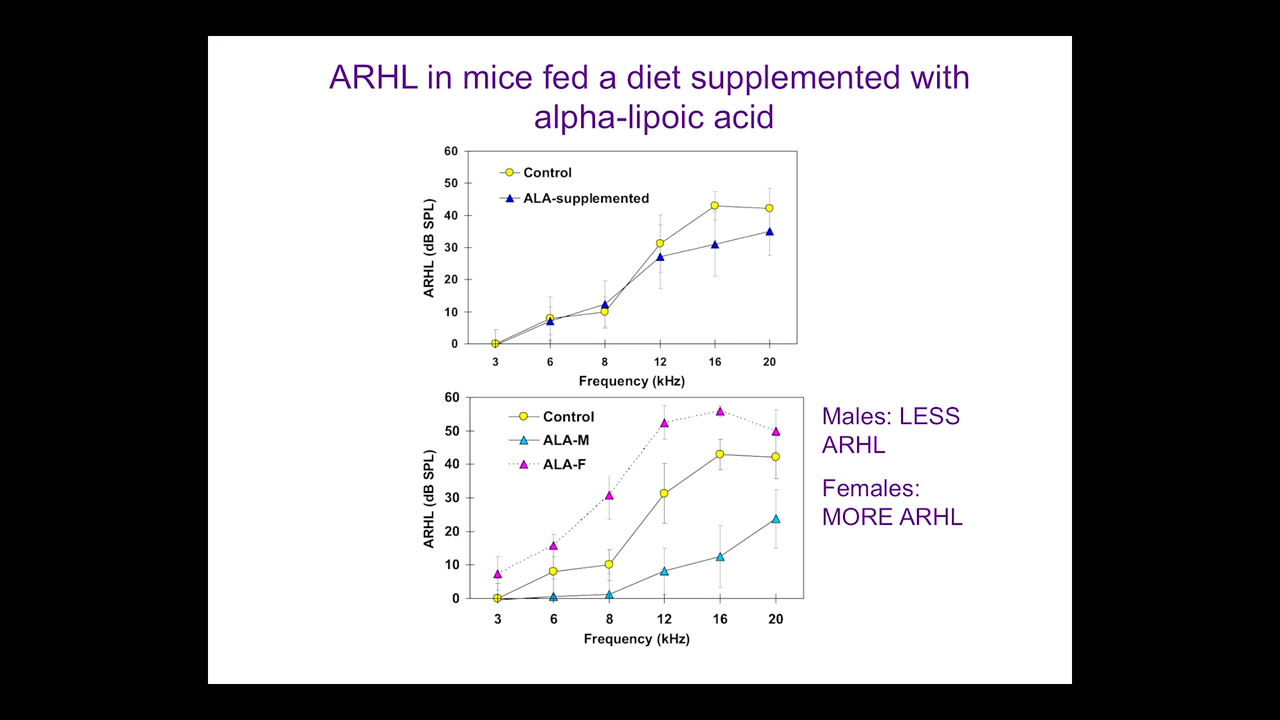 ARHL in mice fed a diet supplemented with
alpha-lipoic acid
60
50
40
30
20
10
0
ARHL (dB SPL)
Control
ALA-supplemented
3 6 8 12 16 20
Frequency (kHz)
60
50
40
30
20
10
0
ARHL (dB SPL)
Control
ALA-M
ALA-F
3 6 8 12 16 20
Frequency (kHz)
Males: LESS
ARHL
Females:
MORE ARHL